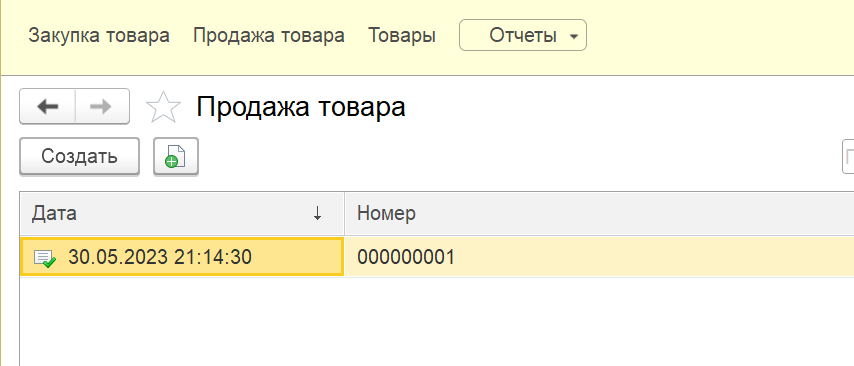 Закупка товара Продажа товара Товары Отчеты
Продажа товара
Создать
Дата ↓ Номер
30.05.2023 21:14:30 000000001